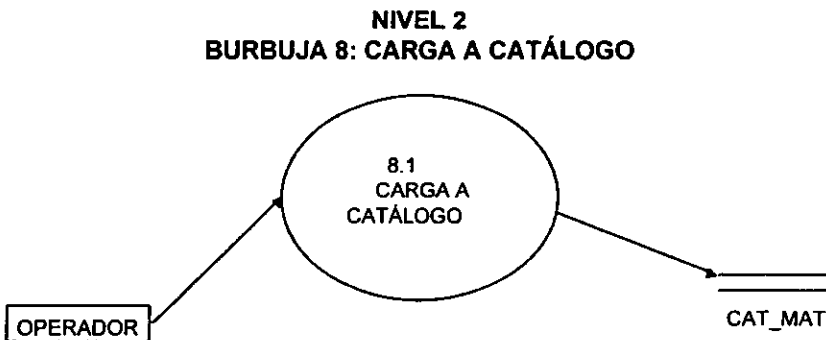 NIVEL 2
BURBUJA 8: CARGA A CATÁLOGO
8.1
CARGA A
CATÁLOGO
OPERADOR
CAT_MAT